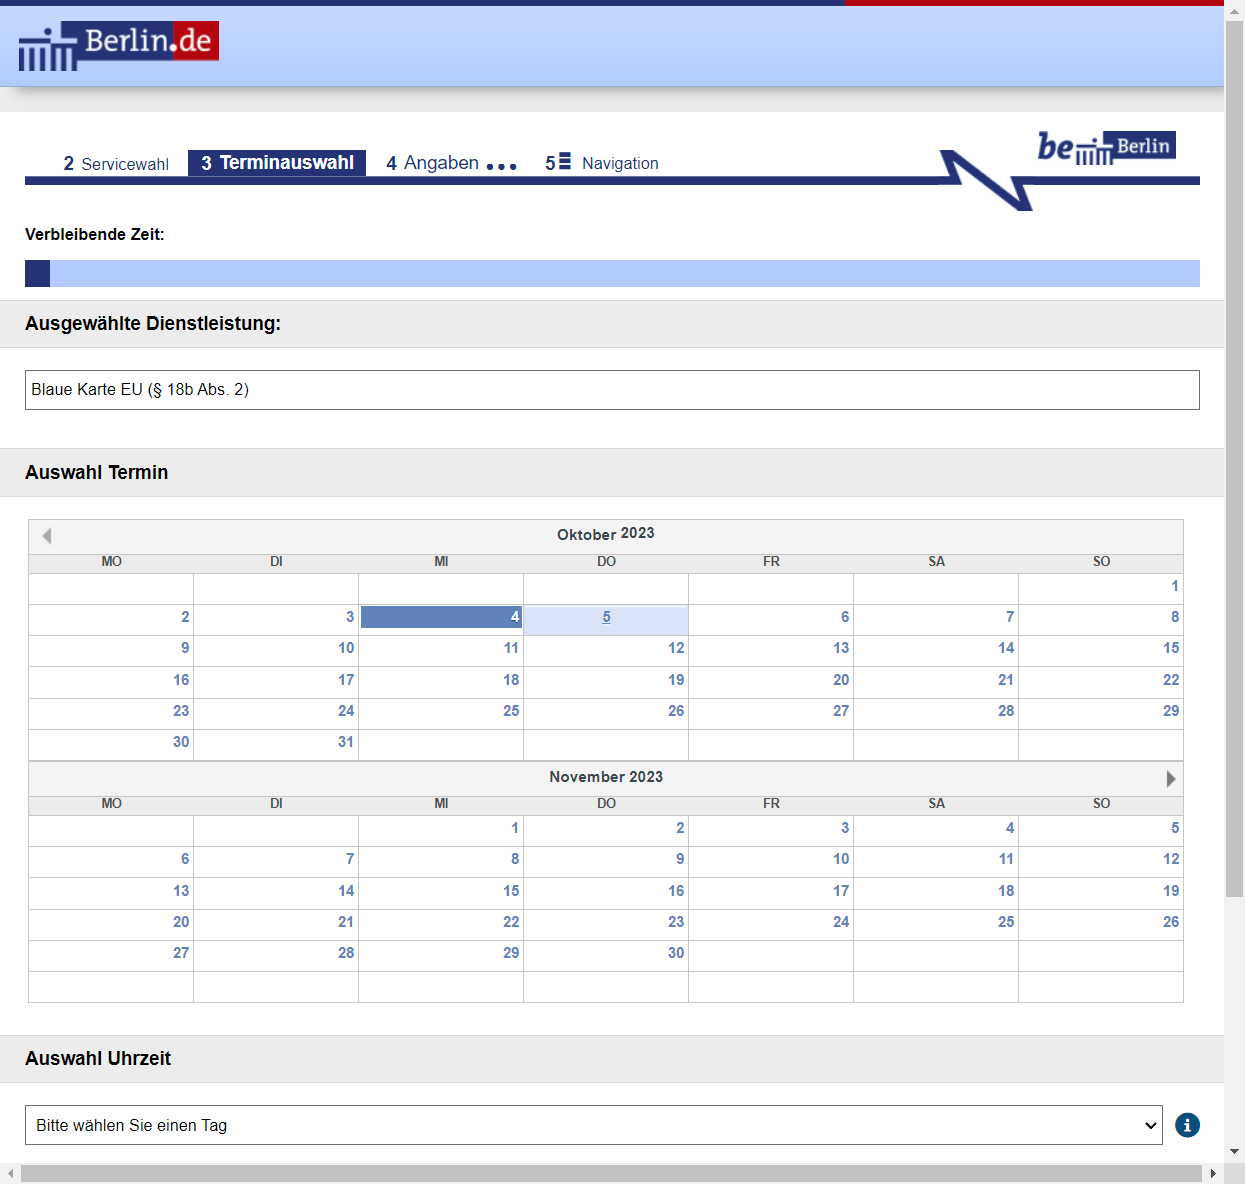 Berlin.de
be Berlin
2 Servicewahl 3 Terminauswahl 4 Angaben 5 Navigation
Verbleibende Zeit:
Ausgewählte Dienstleistung:
Blaue Karte EU (§ 18b Abs. 2)
Auswahl Termin
Oktober 2023
MO DI MI DO FR SA SO
1
2 3 4 5 6 7 8
9 10 11 12 13 14 15
16 17 18 19 20 21 22
23 24 25 26 27 28 29
30 31
November 2023
MO DI MI DO FR SA SO
1 2 3 4 5
6 7 8 9 10 11 12
13 14 15 16 17 18 19
20 21 22 23 24 25 26
27 28 29 30
Auswahl Uhrzeit
Bitte wählen Sie einen Tag
i